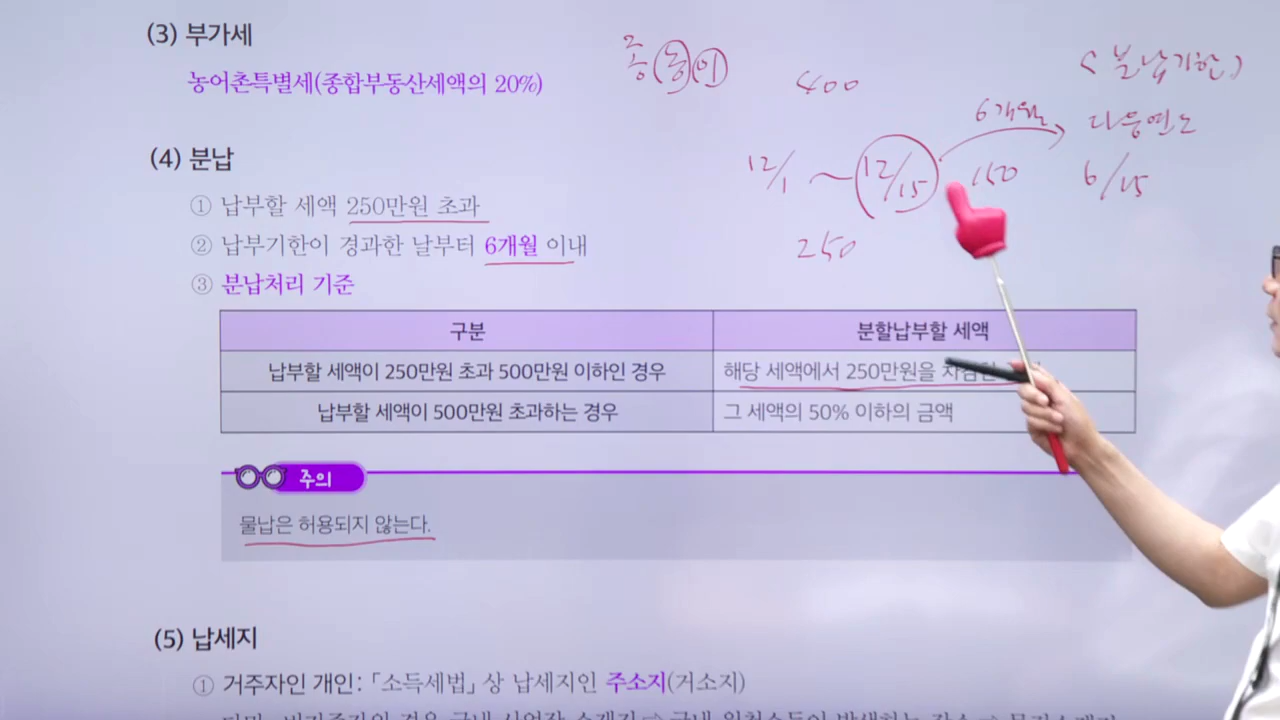 (3) 부가세
농어촌특별세(종합부동산세액의 20%)
종(농)(이)
400
(분납기한)
6개월
다음연도
12/1 ~ 12/15
150
6/15
250
(4) 분납
① 납부할 세액 250만원 초과
② 납부기한이 경과한 날부터 6개월 이내
③ 분납처리 기준
구분
분할납부할 세액
납부할 세액이 250만원 초과 500만원 이하인 경우
해당 세액에서 250만원을
납부할 세액이 500만원 초과하는 경우
그 세액의 50% 이하의 금액
주의
물납은 허용되지 않는다.
(5) 납세지
① 거주자인 개인: 「소득세법」상 납세지인 주소지(거소지)